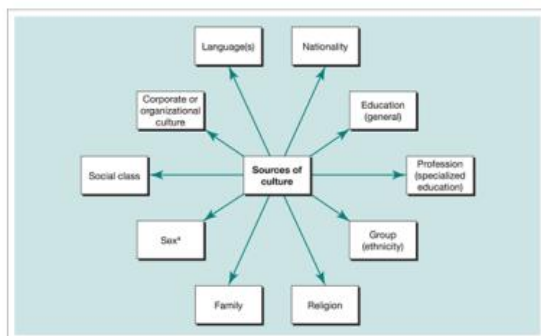 Language(s)
Nationality
Corporate or
organizational
culture
Education
(general)
Social class
Sources of
culture
Profession
(specialized
education)
Sexª
Group
(ethnicity)
Family
Religion